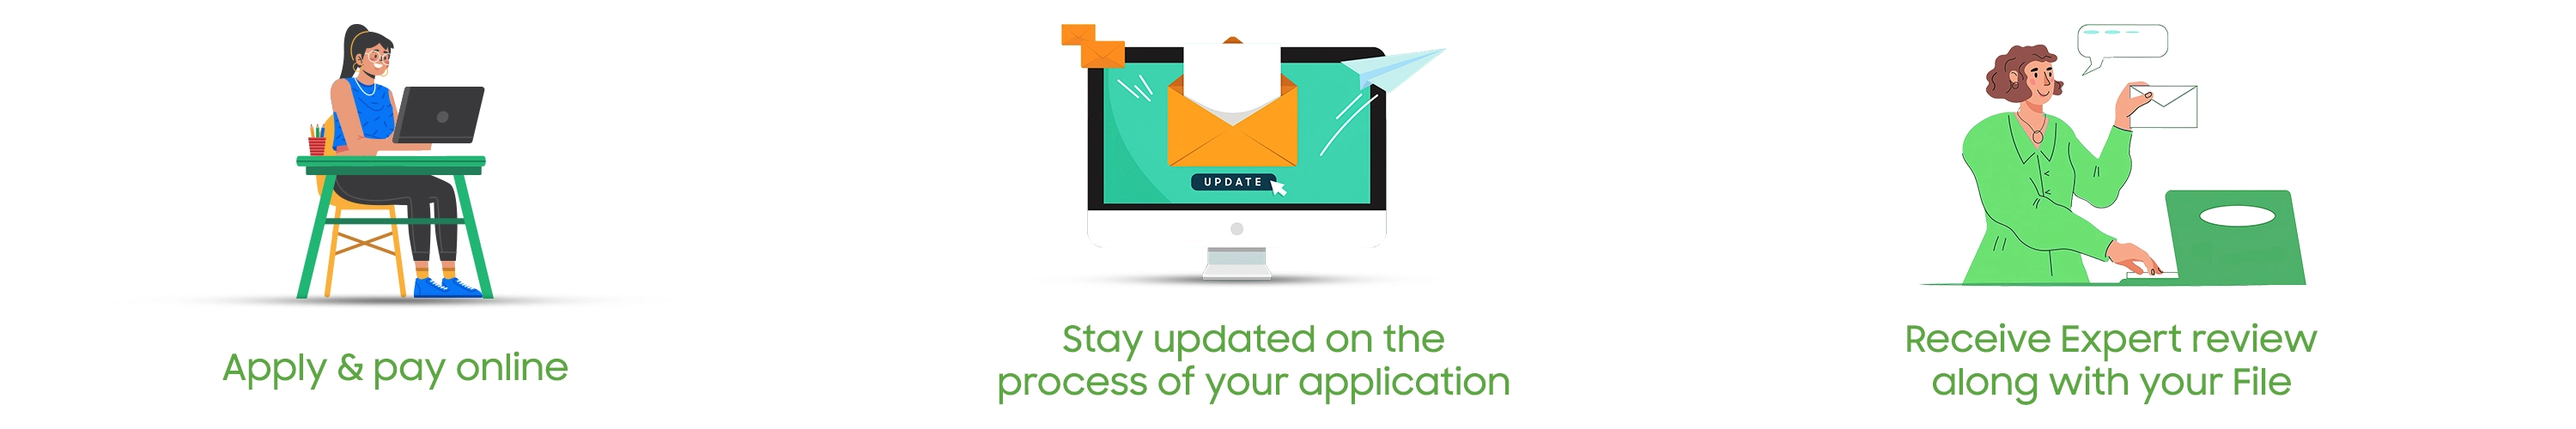 UPDATE
Apply & pay online
Stay updated on the
process of your application
Receive Expert review
along with your File